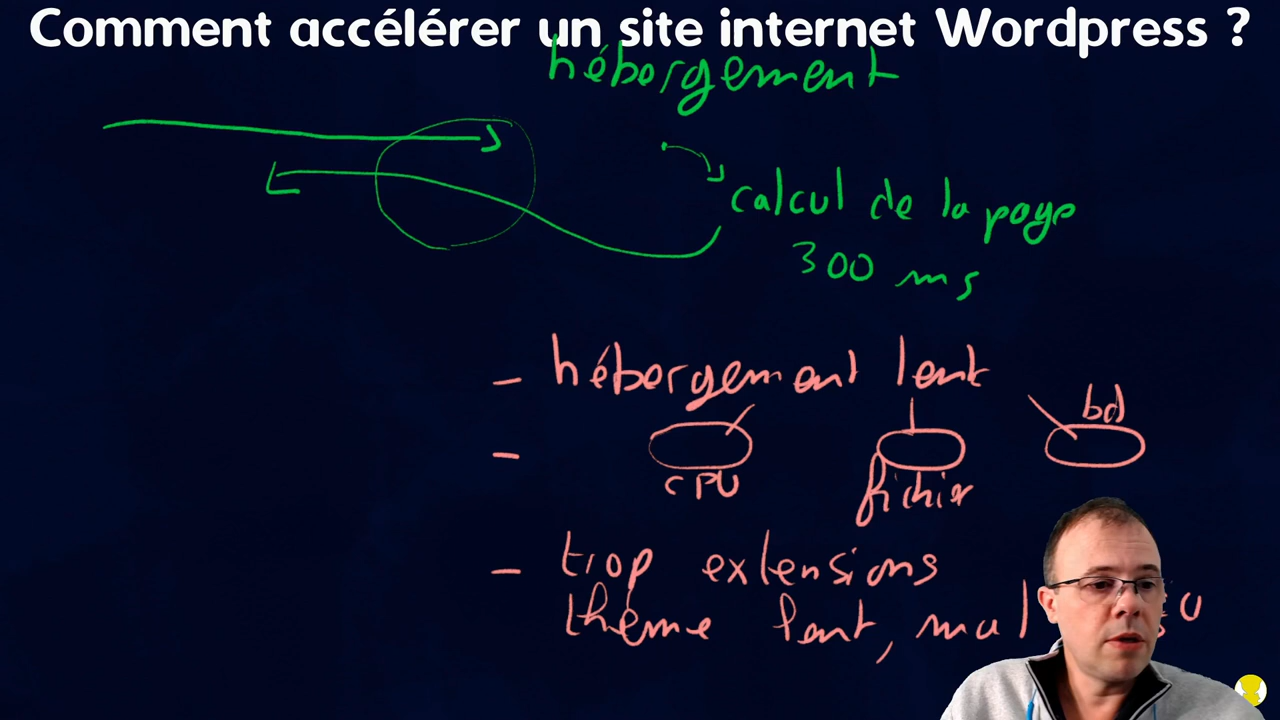 Comment accélérer un site internet Wordpress ?
hébergement
calcul de la page
300 ms
- hébergement lent
bd
-
CPU
fichier
- trop extensions
thème lent, mal